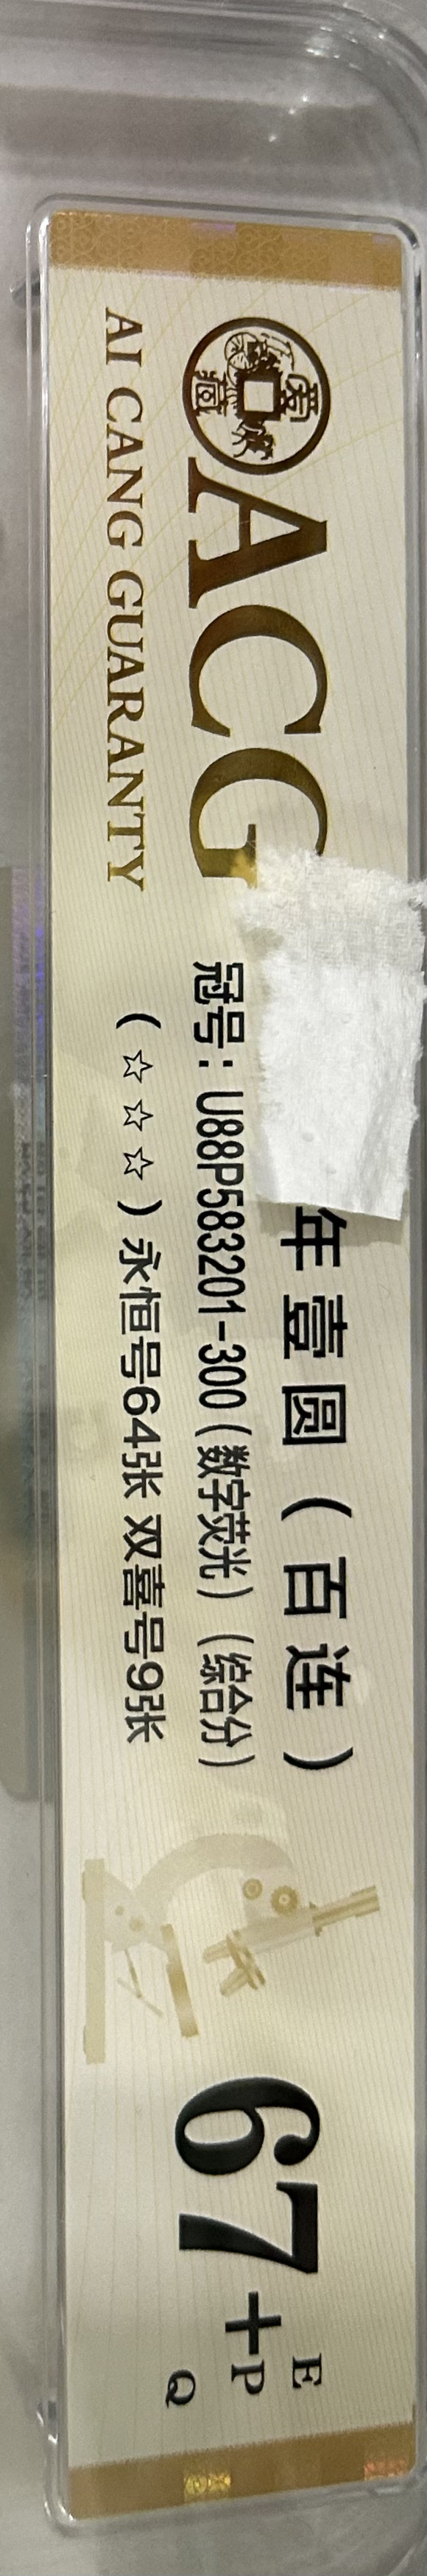 ACG
AI CANG GUARANTY
年壹圆（百连）
冠号：U88P583201-300（数字荧光）（综合分）
（☆☆☆）永恒号64张 双喜号9张
67+
E
P
Q